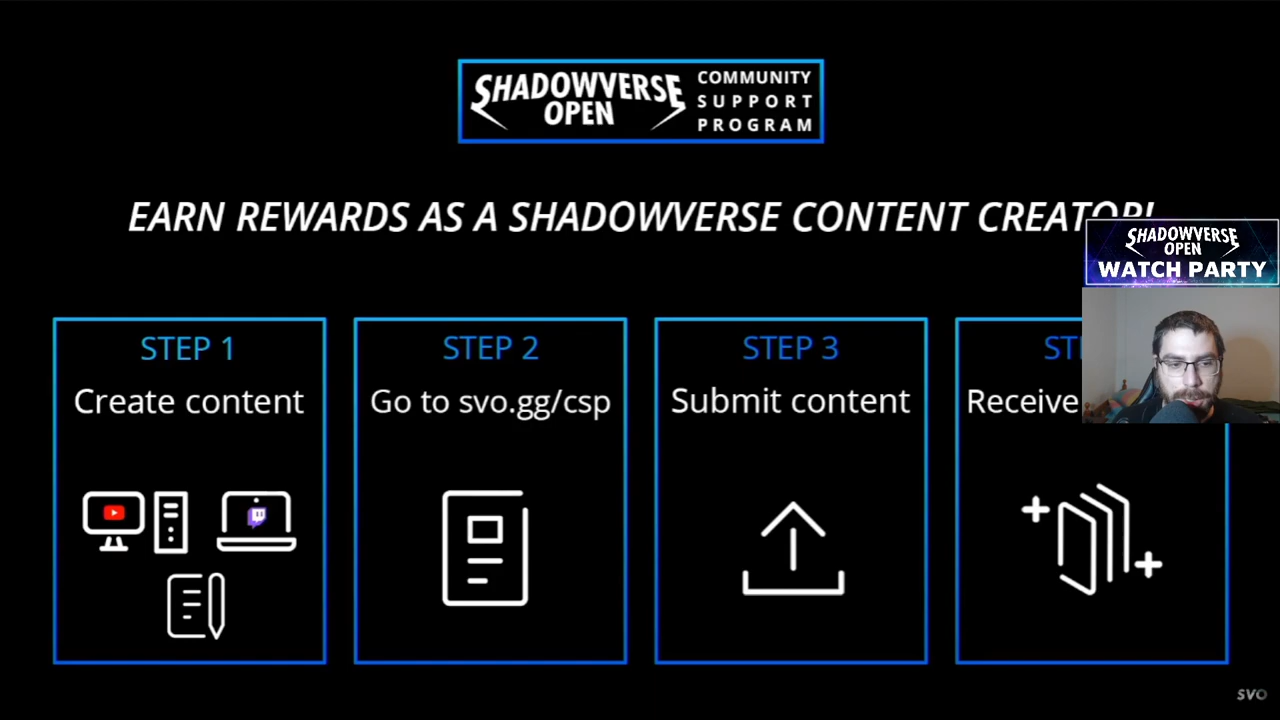 SHADOWVERSE
OPEN
COMMUNITY
SUPPORT
PROGRAM
EARN REWARDS AS A SHADOWVERSE CONTENT CREATOR!
SHADOWVERSE
OPEN
WATCH PARTY
STEP 1
Create content
STEP 2
Go to svo.gg/csp
STEP 3
Submit content
Receive
SVO